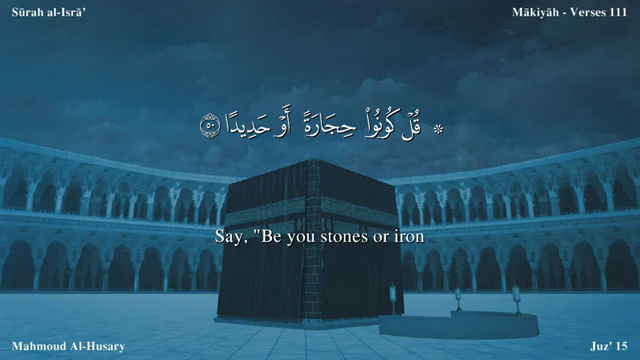 Sūrah al-Isrā’
Mākiyāh - Verses 111
۞ قُلْ كُونُوا۟ حِجَارَةً أَوْ حَدِيدًا ٥٠
Say, "Be you stones or iron
Mahmoud Al-Husary
Juz' 15